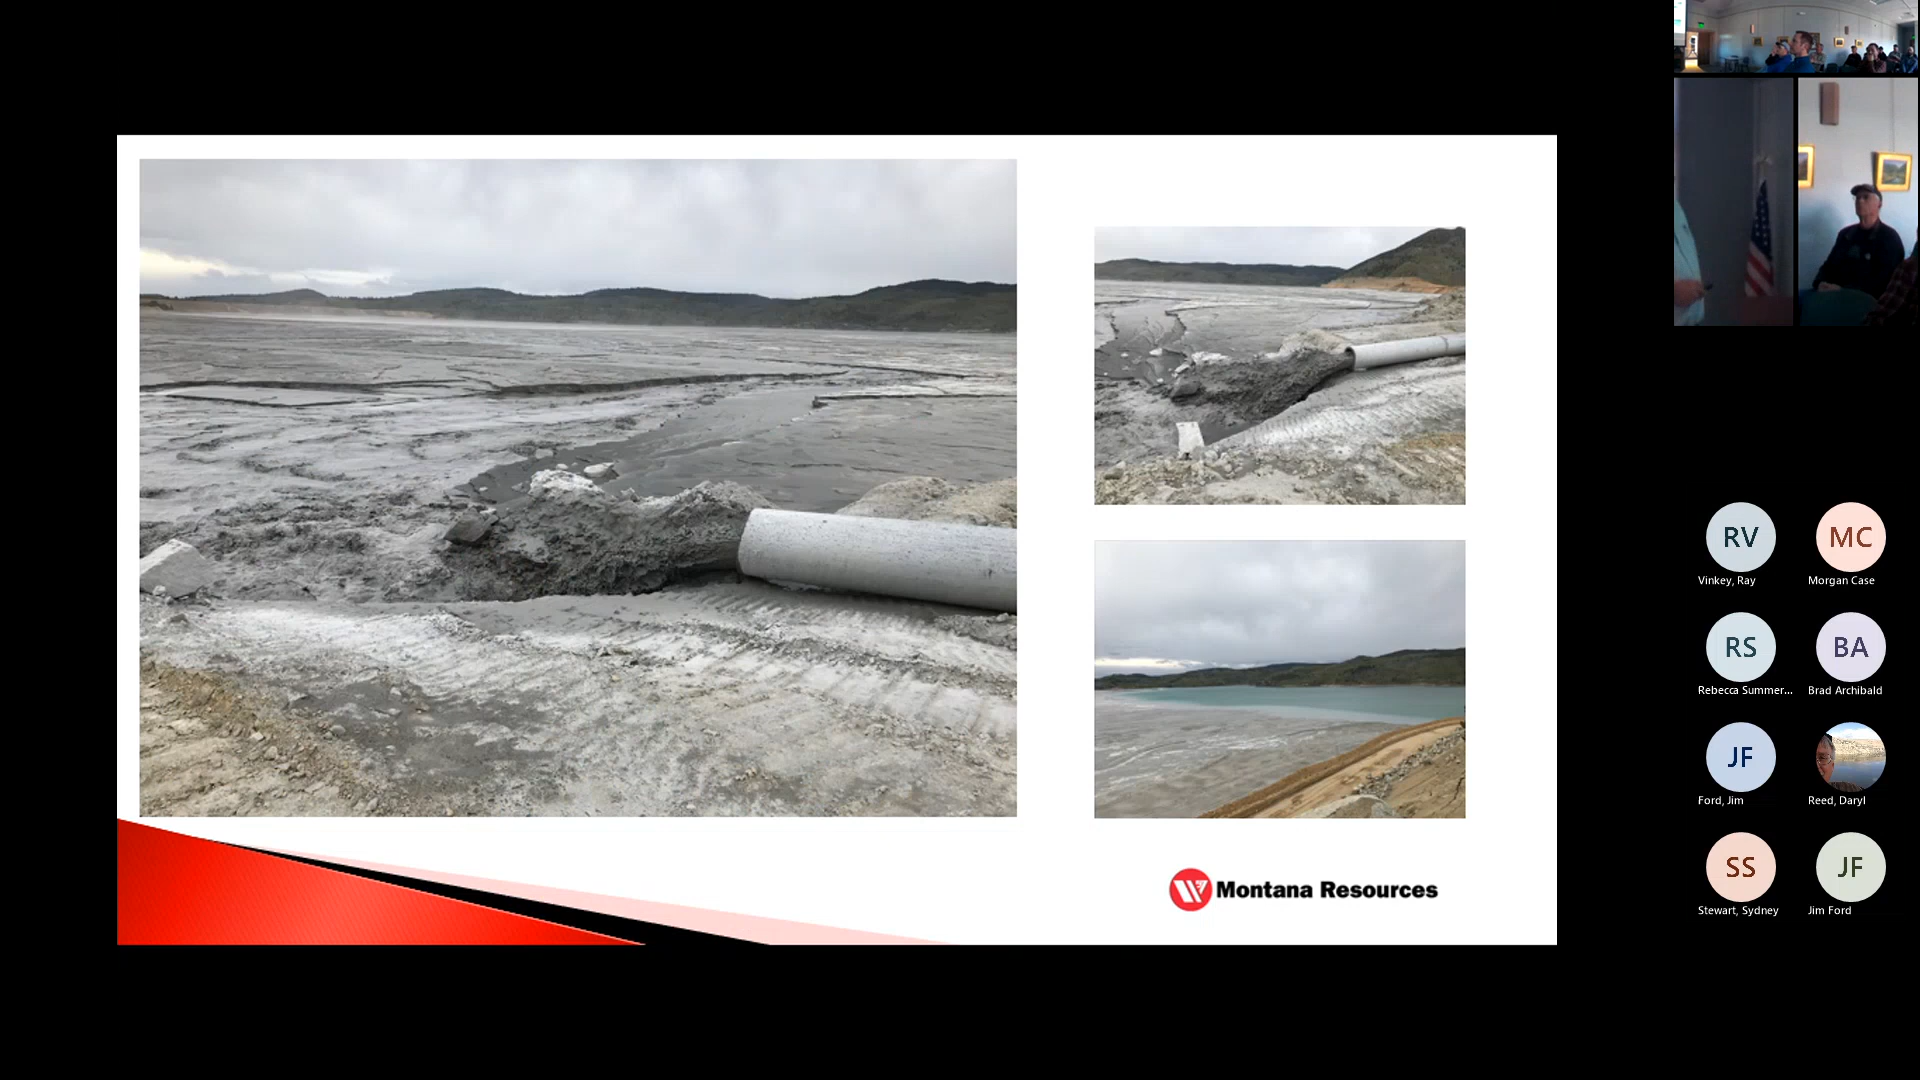 Montana Resources
RV
MC
Vinkey, Ray
Morgan Case
RS
BA
Rebecca Summer...
Brad Archibald
JF
Ford, Jim
Reed, Daryl
SS
JF
Stewart, Sydney
Jim Ford